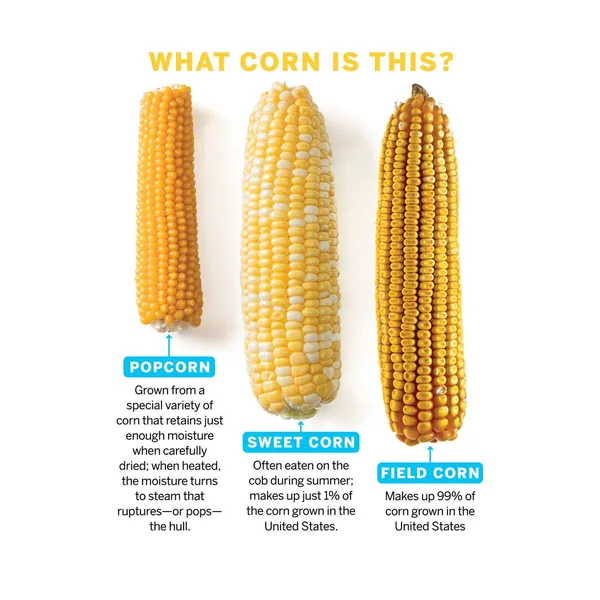 WHAT CORN IS THIS?
POPCORN
Grown from a
special variety of
corn that retains just
enough moisture
when carefully
dried; when heated,
the moisture turns
to steam that
ruptures—or pops—
the hull.
SWEET CORN
Often eaten on the
cob during summer;
makes up just 1% of
the corn grown in the
United States.
FIELD CORN
Makes up 99% of
corn grown in the
United States